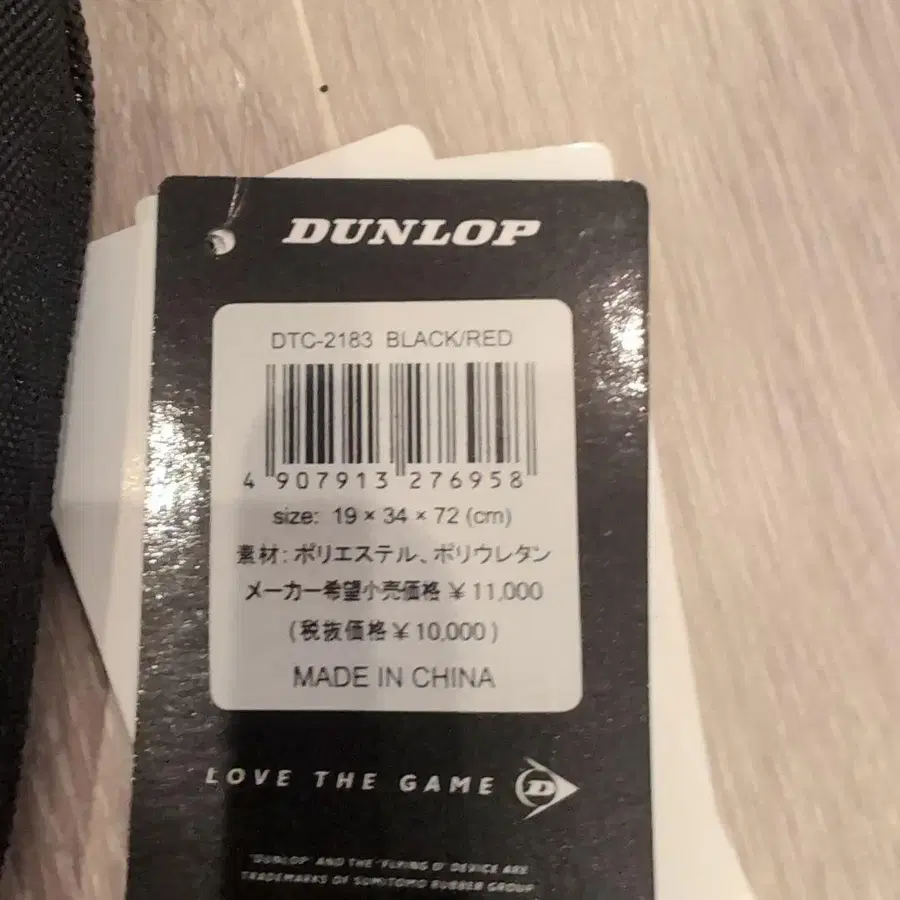 DUNLOP
DTC-2183 BLACK/RED
4 907913 276958
size: 19 × 34 × 72 (cm)
素材: ポリエステル、ポリウレタン
メーカー希望小売価格 ¥ 11,000
(税抜価格 ¥ 10,000)
MADE IN CHINA
LOVE THE GAME D
"DUNLOP" AND THE "FLYING D" DEVICE ARE
TRADEMARKS OF SUMITOMO RUBBER GROUP